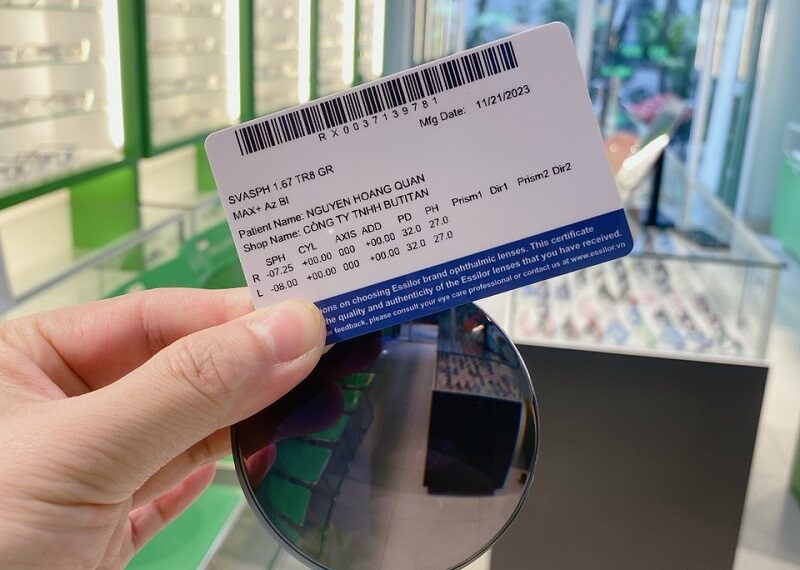 RX0037139781
Mfg Date: 11/21/2023
SVASPH 1.67 TR8 GR
MAX+ Az BI
Patient Name: NGUYEN HOANG QUAN
Shop Name: CÔNG TY TNHH BUTITAN
SPH CYL AXIS ADD PD PH Prism1 Dir1 Prism2 Dir2
R -07.25 +00.00 000 +00.00 32.0 27.0
L -08.00 +00.00 000 +00.00 32.0 27.0
ons on choosing Essilor brand ophthalmic lenses. This certificate
the quality and authenticity of the Essilor lenses that you have received.
or feedback, please consult your eye care professional or contact us at www.essilor.vn